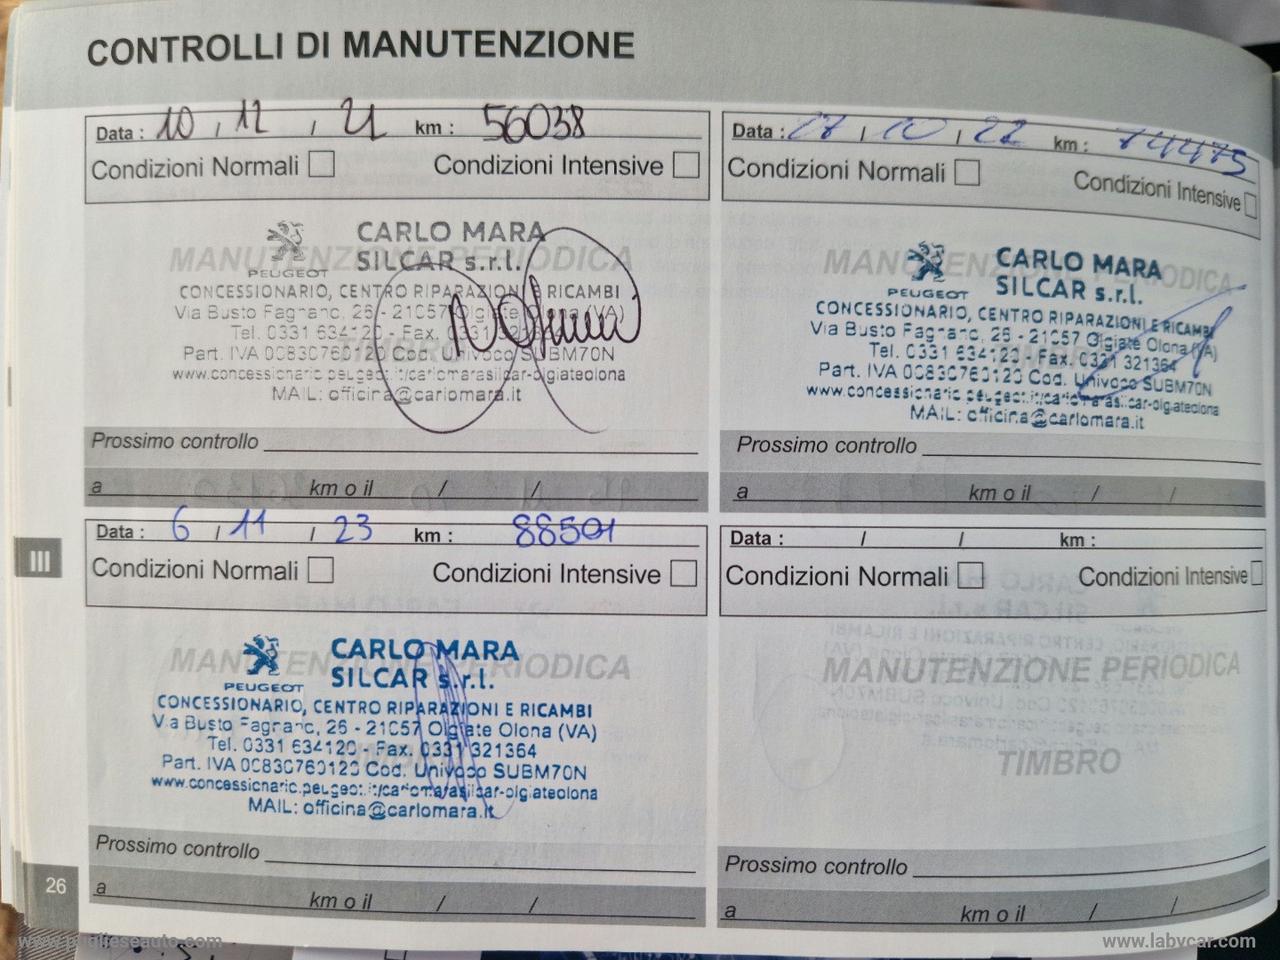 CONTROLLI DI MANUTENZIONE
Data : 10 / 12 / 21 km : 56038
Condizioni Normali Condizioni Intensive
MANUTENZIONE PERIODICA
PEUGEOT
CARLO MARA
SILCAR s.r.l.
CONCESSIONARIO, CENTRO RIPARAZIONI E RICAMBI
Via Busto Fagnano, 26 - 21057 Olgiate Olona (VA)
Tel. 0331 634120 - Fax. 0331 321364
Part. IVA 00830760120 Cod. Univoco SUBM70N
www.concessionario.peugeot.it/carlomarasilcar-olgiateolona
MAIL: officina@carlomara.it
Prossimo controllo
a km o il / /
Data : 27 / 10 / 22 km : 74475
Condizioni Normali Condizioni Intensive
MANUTENZIONE PERIODICA
PEUGEOT
CARLO MARA
SILCAR s.r.l.
CONCESSIONARIO, CENTRO RIPARAZIONI E RICAMBI
Via Busto Fagnano, 26 - 21057 Olgiate Olona (VA)
Tel. 0331 634120 - Fax. 0331 321364
Part. IVA 00830760120 Cod. Univoco SUBM70N
www.concessionario.peugeot.it/carlomarasilcar-olgiateolona
MAIL: officina@carlomara.it
Prossimo controllo
a km o il / /
Data : 6 / 11 / 23 km : 88501
Condizioni Normali Condizioni Intensive
MANUTENZIONE PERIODICA
PEUGEOT
CARLO MARA
SILCAR s.r.l.
CONCESSIONARIO, CENTRO RIPARAZIONI E RICAMBI
Via Busto Fagnano, 26 - 21057 Olgiate Olona (VA)
Tel. 0331 634120 - Fax. 0331 321364
Part. IVA 00830760120 Cod. Univoco SUBM70N
www.concessionario.peugeot.it/carlomarasilcar-olgiateolona
MAIL: officina@carlomara.it
Prossimo controllo
a km o il / /
Data : / / km :
Condizioni Normali Condizioni Intensive
MANUTENZIONE PERIODICA
TIMBRO
Prossimo controllo
a km o il / /
III
26
www.puglieseauto.com
www.labycar.com